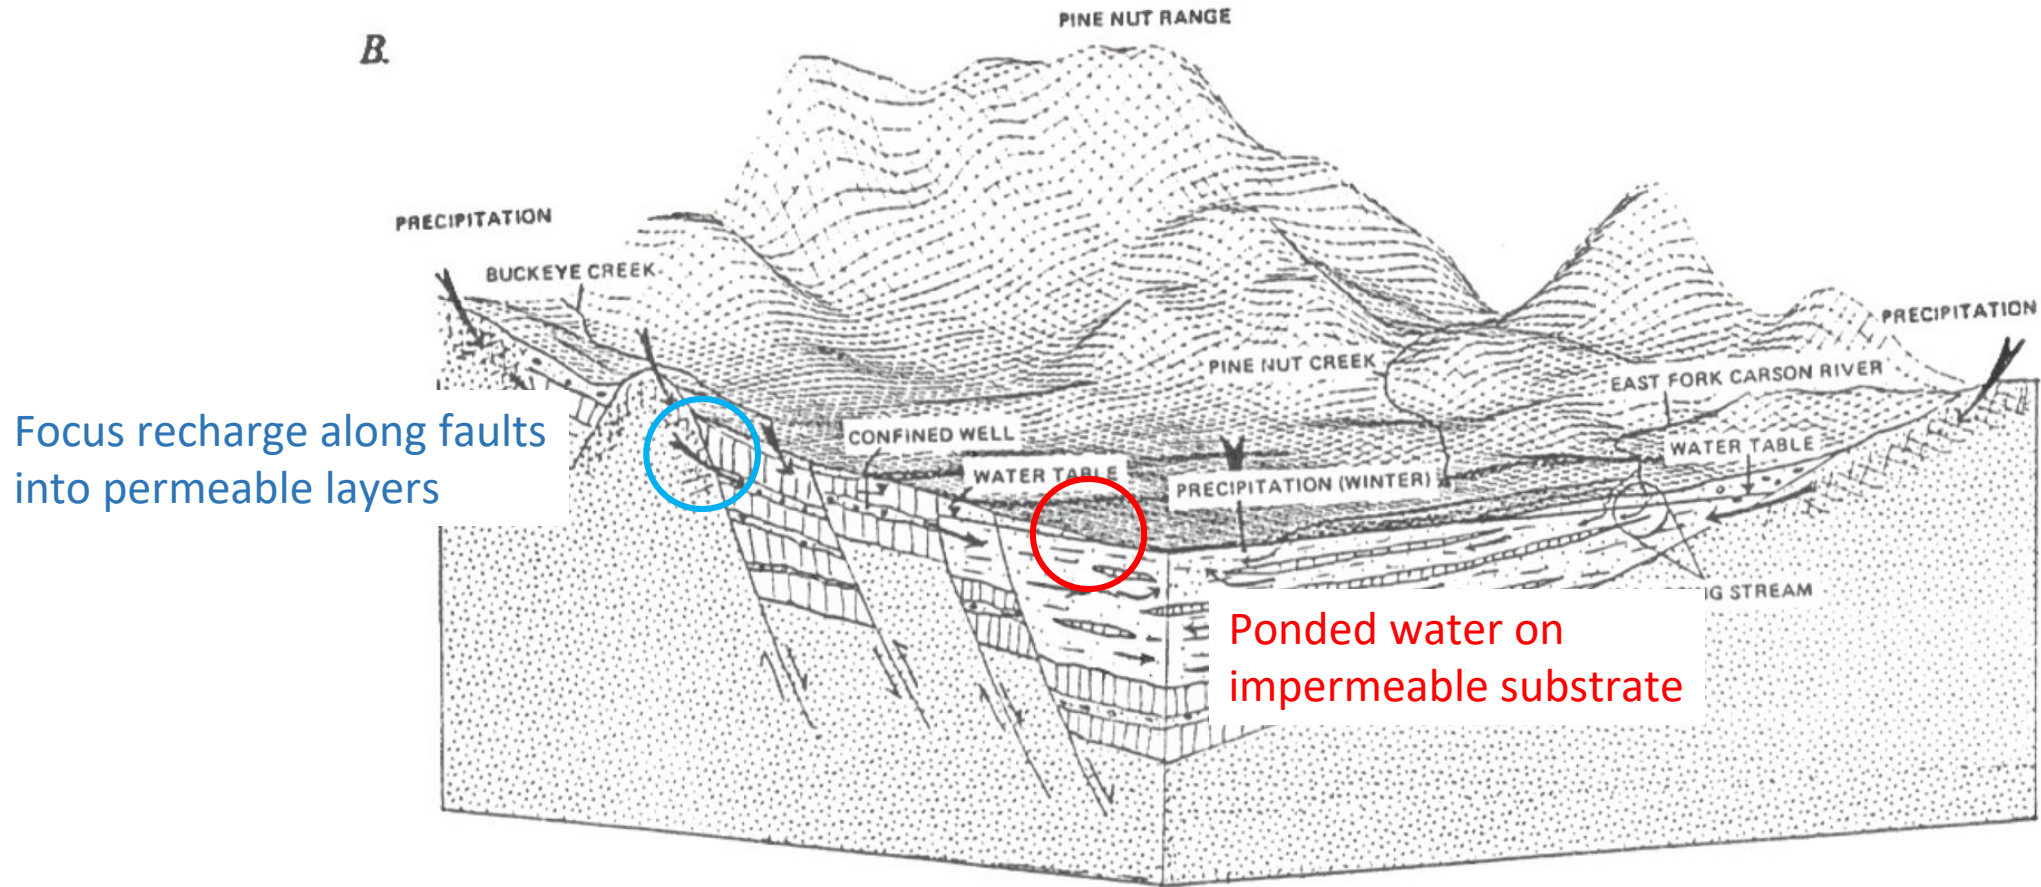 PINE NUT RANGE
B.
PRECIPITATION
BUCKEYE CREEK
PRECIPITATION
PINE NUT CREEK
EAST FORK CARSON RIVER
Focus recharge along faults
into permeable layers
CONFINED WELL
WATER TABLE
WATER TABLE
PRECIPITATION (WINTER)
STREAM
Ponded water on
impermeable substrate